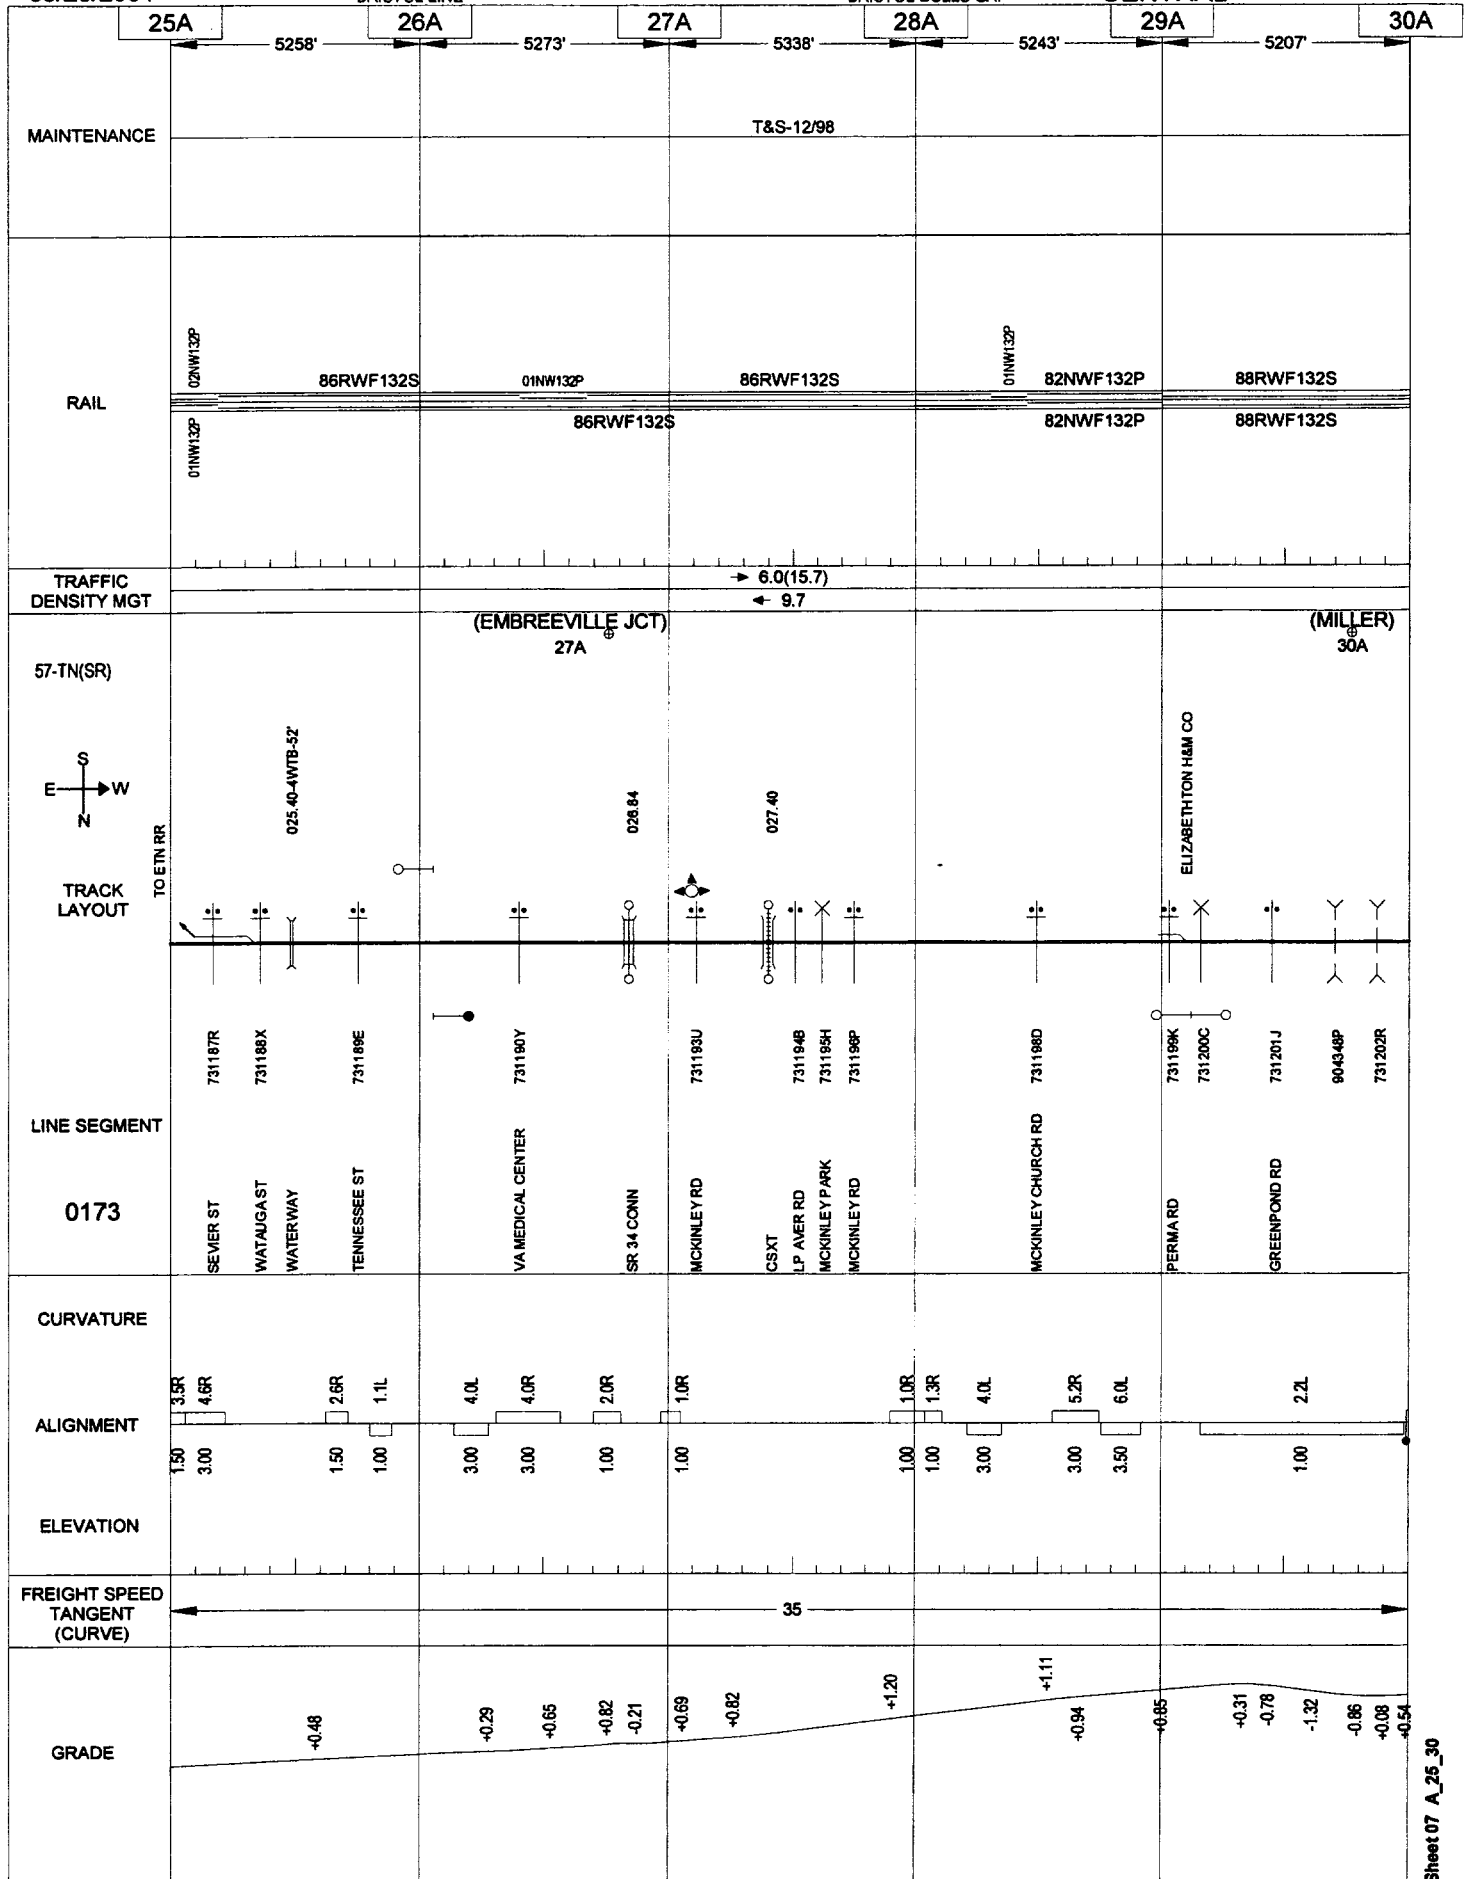 25A 26A 27A 28A 29A 30A
5258' 5273' 5338' 5243' 5207'
MAINTENANCE
T&S-12/98
RAIL
02NW132P
86RWF132S
01NW132P
86RWF132S
01NW132P
82NWF132P
88RWF132S
01NW132P
86RWF132S
82NWF132P
88RWF132S
TRAFFIC
DENSITY MGT
6.0(15.7)
9.7
(EMBREEVILLE JCT)
27A
(MILLER)
30A
57-TN(SR)
S
E W
N
TO ETN RR
025.40-4WTB-52'
026.84
027.40
ELIZABETHTON H&M CO
TRACK
LAYOUT
731187R
731188X
731189E
731190Y
731193U
731194B
731195H
731196P
731198D
731199K
731200C
731201J
904348P
731202R
LINE SEGMENT
0173
SEVIER ST
WATAUGA ST
WATERWAY
TENNESSEE ST
VA MEDICAL CENTER
SR 34 CONN
MCKINLEY RD
CSXT
LP AVER RD
MCKINLEY PARK
MCKINLEY RD
MCKINLEY CHURCH RD
PERMA RD
GREENPOND RD
CURVATURE
3.5R 4.6R 2.6R 1.1L 4.0L 4.0R 2.0R 1.0R 1.0R 1.3R 4.0L 5.2R 6.0L 2.2L
ALIGNMENT
1.50 3.00 1.50 1.00 3.00 3.00 1.00 1.00 1.00 1.00 3.00 3.00 3.50 1.00
ELEVATION
FREIGHT SPEED
TANGENT
(CURVE)
35
GRADE
+0.48 +0.29 +0.65 +0.82 -0.21 +0.69 +0.82 +1.20 +1.11 +0.94 +0.85 +0.31 -0.78 -1.32 -0.86 +0.08 +0.54
Sheet 07 A_25_30